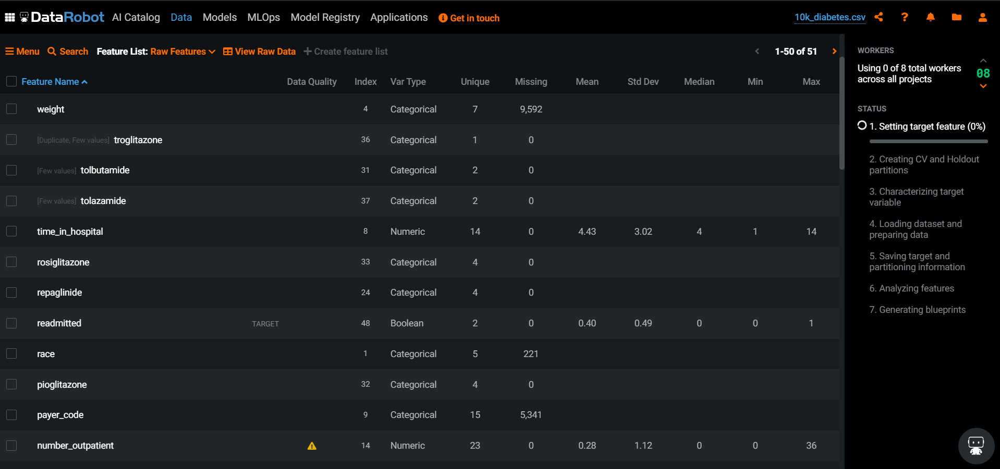 DataRobot AI Catalog Data Models MLOps Model Registry Applications Get in touch 10k_diabetes.csv
Menu Search Feature List: Raw Features View Raw Data Create feature list 1-50 of 51
Feature Name Data Quality Index Var Type Unique Missing Mean Std Dev Median Min Max
weight 4 Categorical 7 9,592
[Duplicate, Few values] troglitazone 36 Categorical 1 0
[Few values] tolbutamide 31 Categorical 2 0
[Few values] tolazamide 37 Categorical 2 0
time_in_hospital 8 Numeric 14 0 4.43 3.02 4 1 14
rosiglitazone 33 Categorical 4 0
repaglinide 24 Categorical 4 0
readmitted TARGET 48 Boolean 2 0 0.40 0.49 0 0 1
race 1 Categorical 5 221
pioglitazone 32 Categorical 4 0
payer_code 9 Categorical 15 5,341
number_outpatient 14 Numeric 23 0 0.28 1.12 0 0 36
WORKERS
Using 0 of 8 total workers
across all projects
08
STATUS
1. Setting target feature (0%)
2. Creating CV and Holdout
partitions
3. Characterizing target
variable
4. Loading dataset and
preparing data
5. Saving target and
partitioning information
6. Analyzing features
7. Generating blueprints